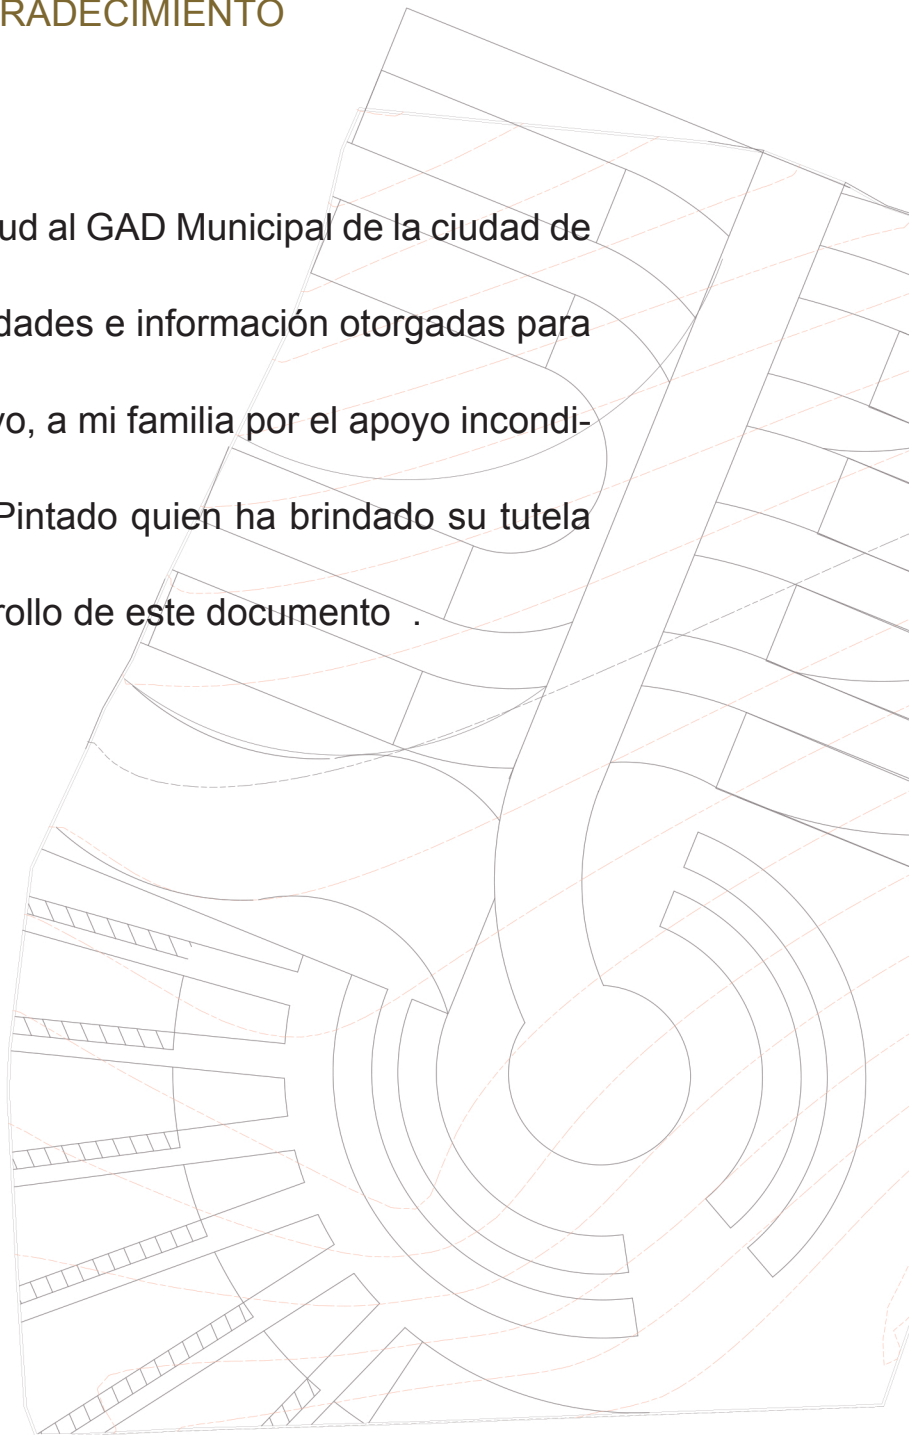 RADECIMIENTO
ud al GAD Municipal de la ciudad de
dades e información otorgadas para
vo, a mi familia por el apoyo incondi-
Pintado quien ha brindado su tutela
rollo de este documento .